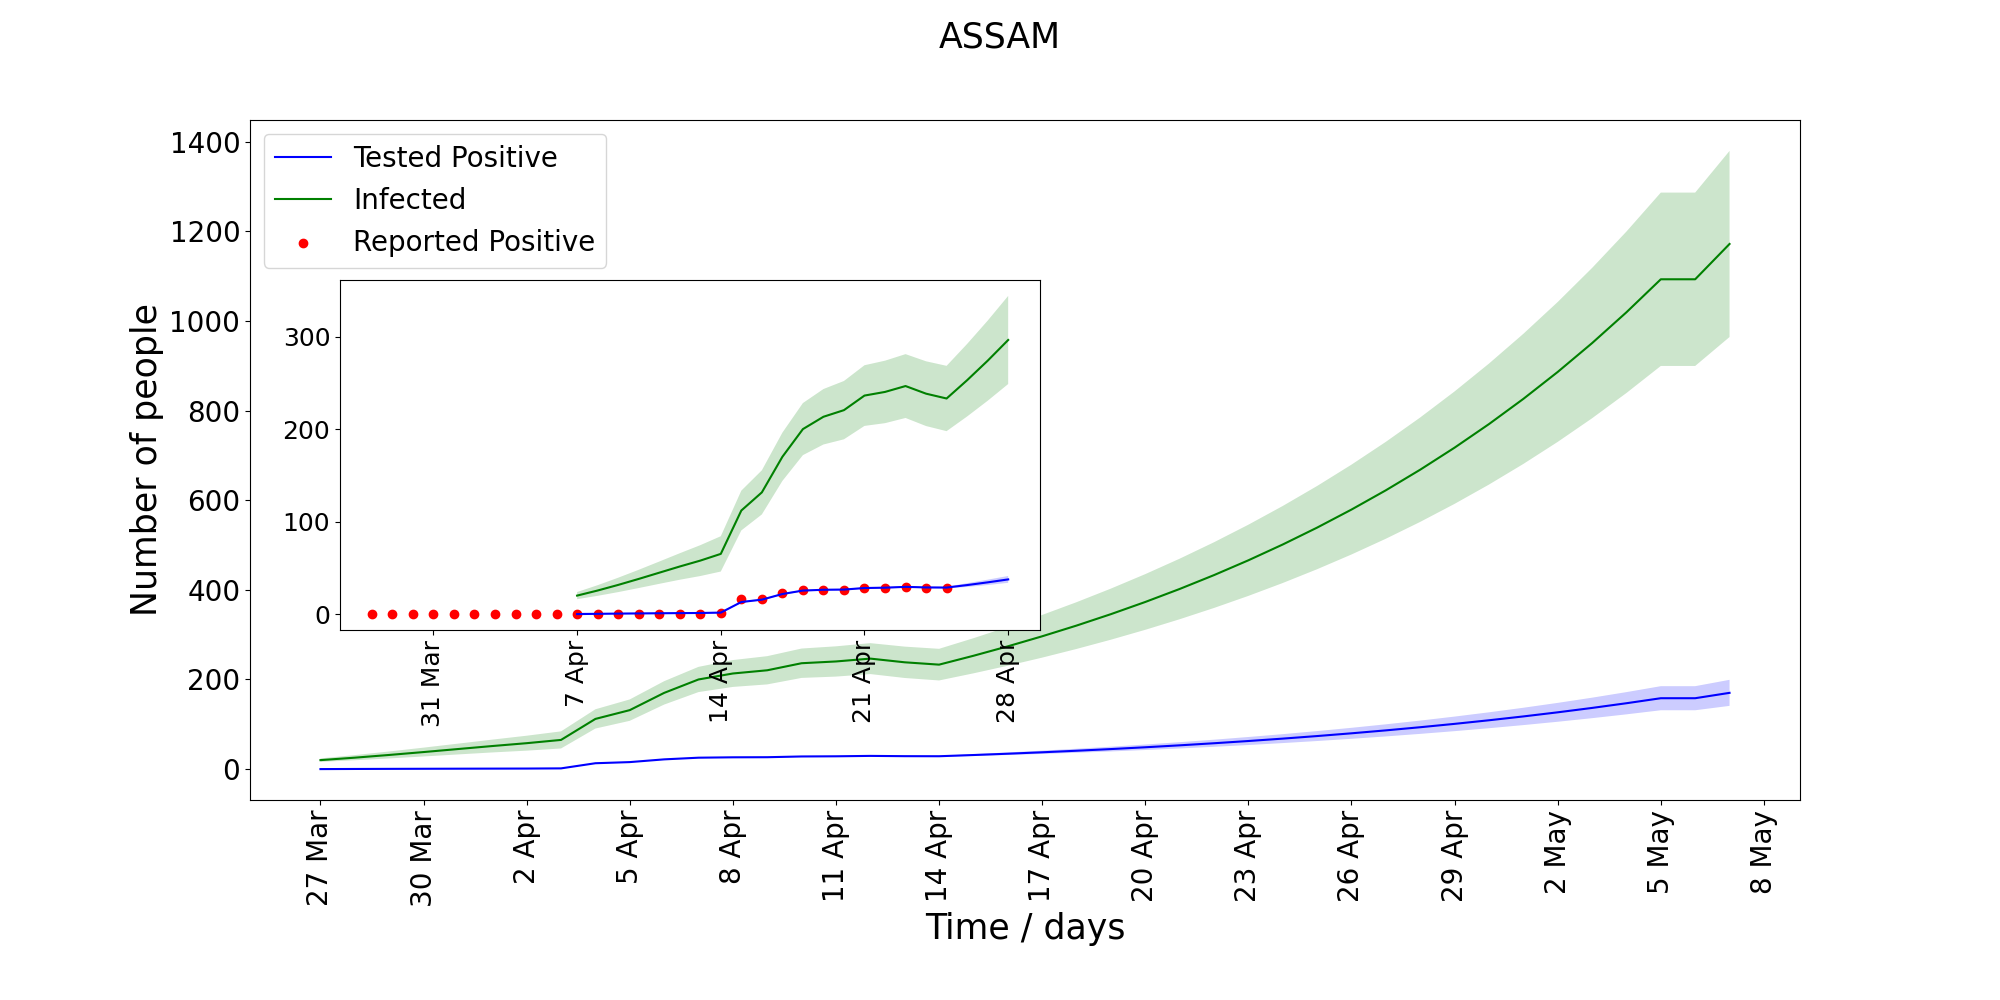 ASSAM
1400
1200
1000
800
600
400
200
0
Number of people
Tested Positive
Infected
Reported Positive
300
200
100
0
31 Mar
7 Apr
14 Apr
21 Apr
28 Apr
27 Mar
30 Mar
2 Apr
5 Apr
8 Apr
11 Apr
14 Apr
17 Apr
20 Apr
23 Apr
26 Apr
29 Apr
2 May
5 May
8 May
Time / days